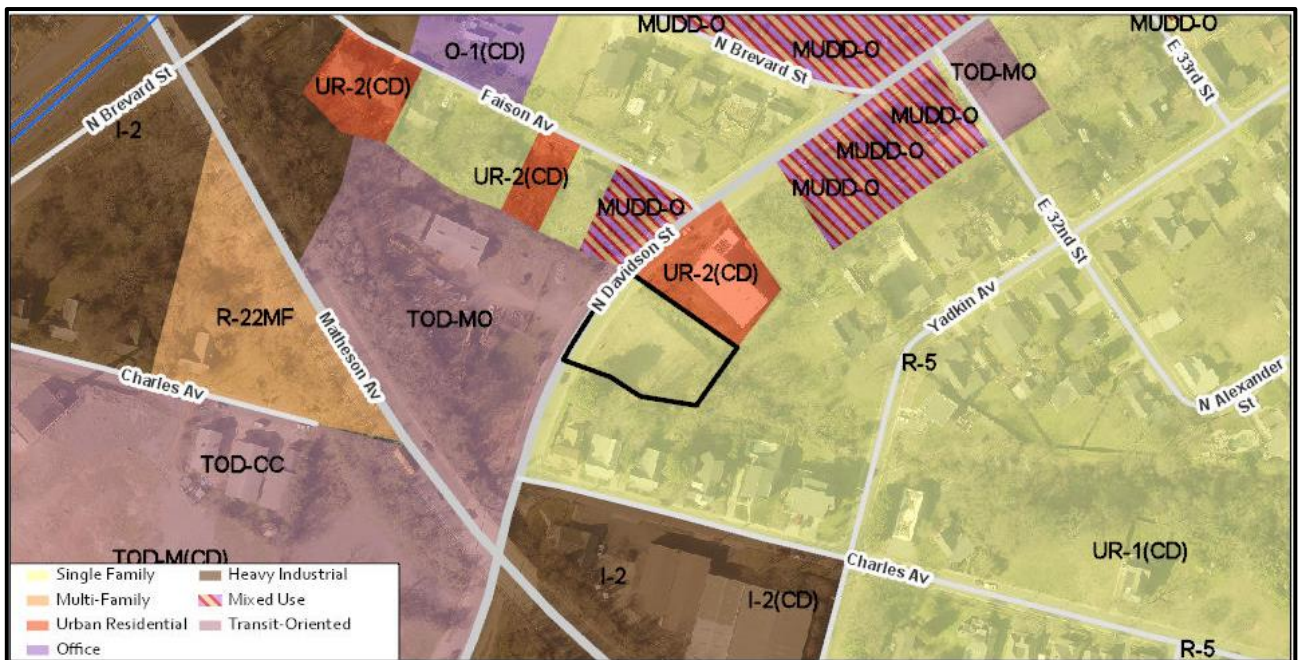 MUDD-O
MUDD-O
O-1(CD)
N Brevard St
MUDD-O
E 33rd St
UR-2(CD)
TOD-MO
N Brevard St
Faison Av
I-2
MUDD-O
MUDD-O
UR-2(CD)
MUDD-O
MUDD-O
E 32nd St
N Davidson St
UR-2(CD)
R-22MF
TOD-MO
Matheson Av
Yadkin Av
R-5
Charles Av
N Alexander
St
TOD-CC
UR-1(CD)
TOD-M(CD)
Charles Av
I-2
I-2(CD)
R-5
Single Family
Heavy Industrial
Multi-Family
Mixed Use
Urban Residential
Transit-Oriented
Office